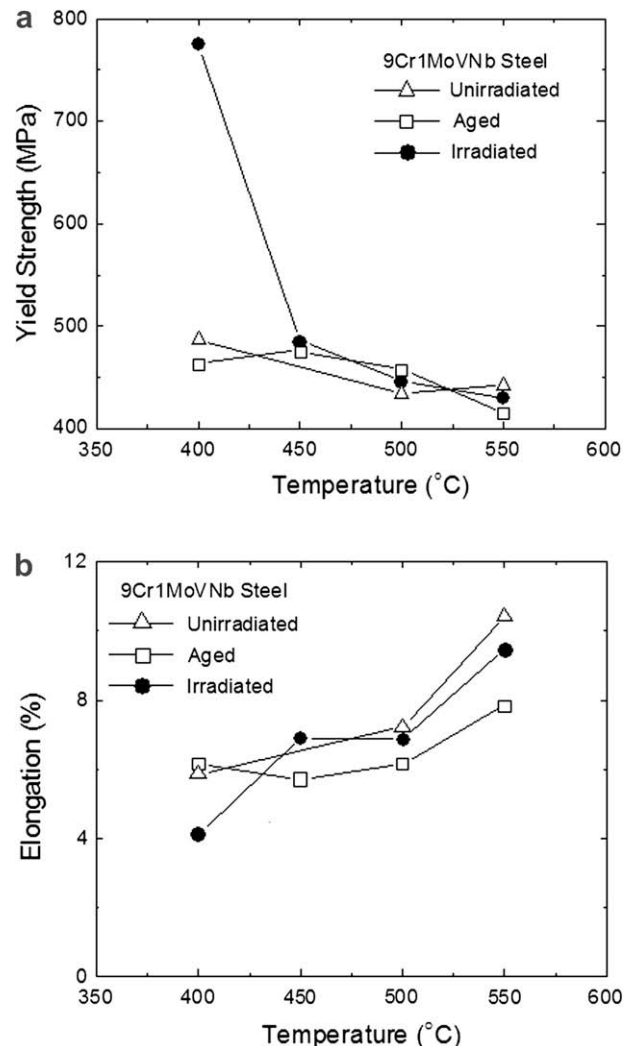 a
800
700
600
500
400
Yield Strength (MPa)
9Cr1MoVNb Steel
Unirradiated
Aged
Irradiated
350 400 450 500 550 600
Temperature (°C)
b
12
8
4
0
Elongation (%)
9Cr1MoVNb Steel
Unirradiated
Aged
Irradiated
350 400 450 500 550 600
Temperature (°C)